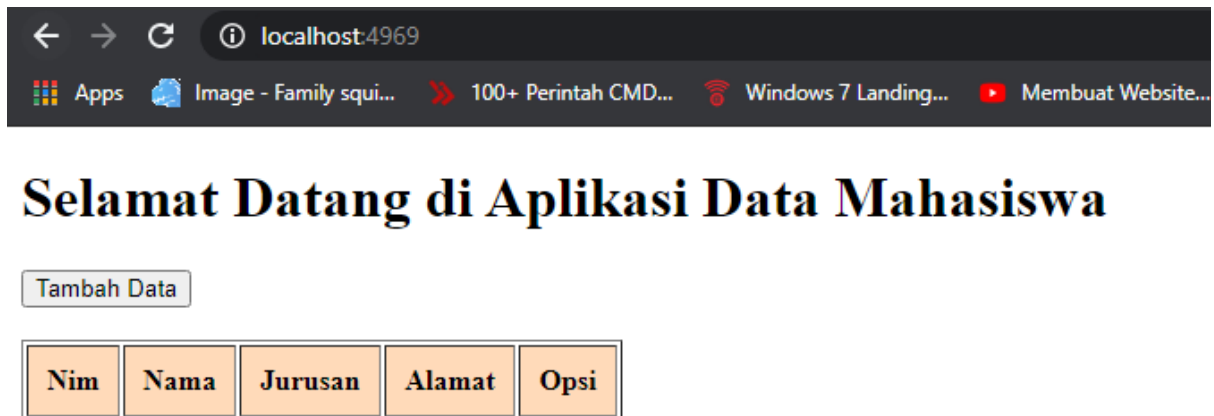 localhost:4969
Apps Image - Family squi... 100+ Perintah CMD... Windows 7 Landing... Membuat Website...
Selamat Datang di Aplikasi Data Mahasiswa
Tambah Data
Nim Nama Jurusan Alamat Opsi